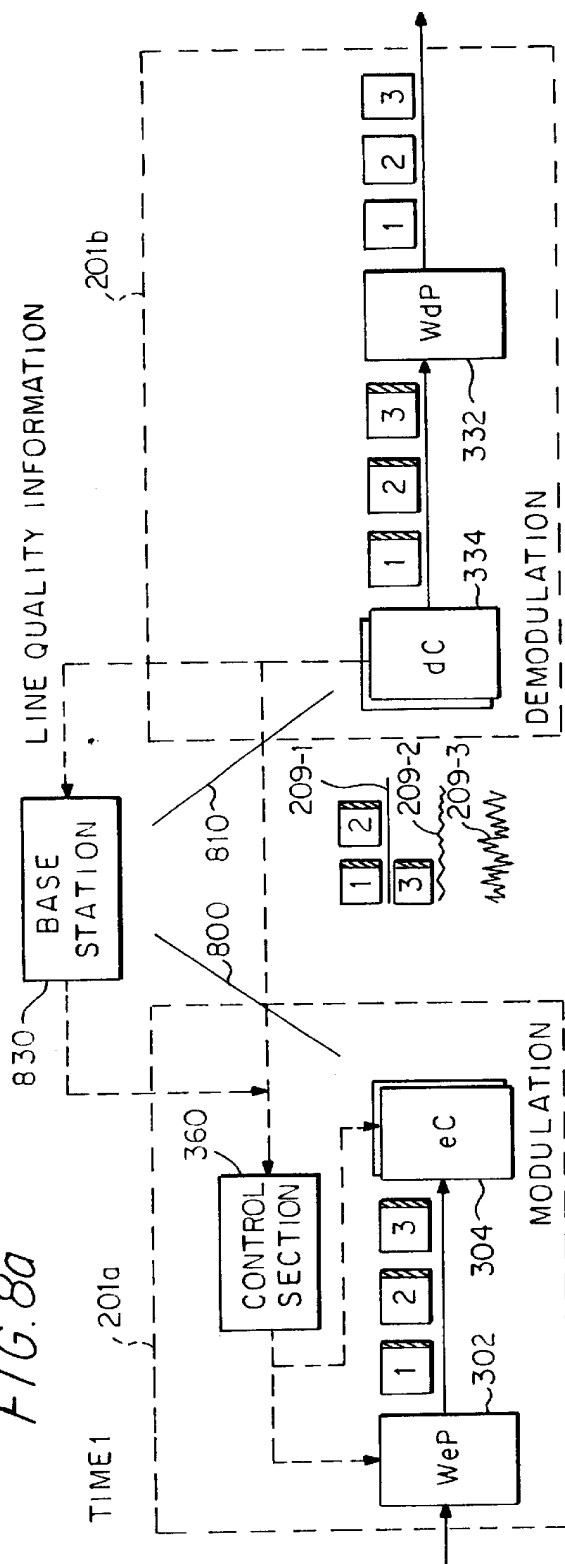 FIG. 8a
TIME1
201a
830
BASE
STATION
LINE QUALITY INFORMATION
201b
360
CONTROL
SECTION
800
810
WeP
302
1
2
3
eC
304
MODULATION
1
2
3
209-1
209-2
209-3
dC
334
DEMODULATION
1
2
3
WdP
332
1
2
3